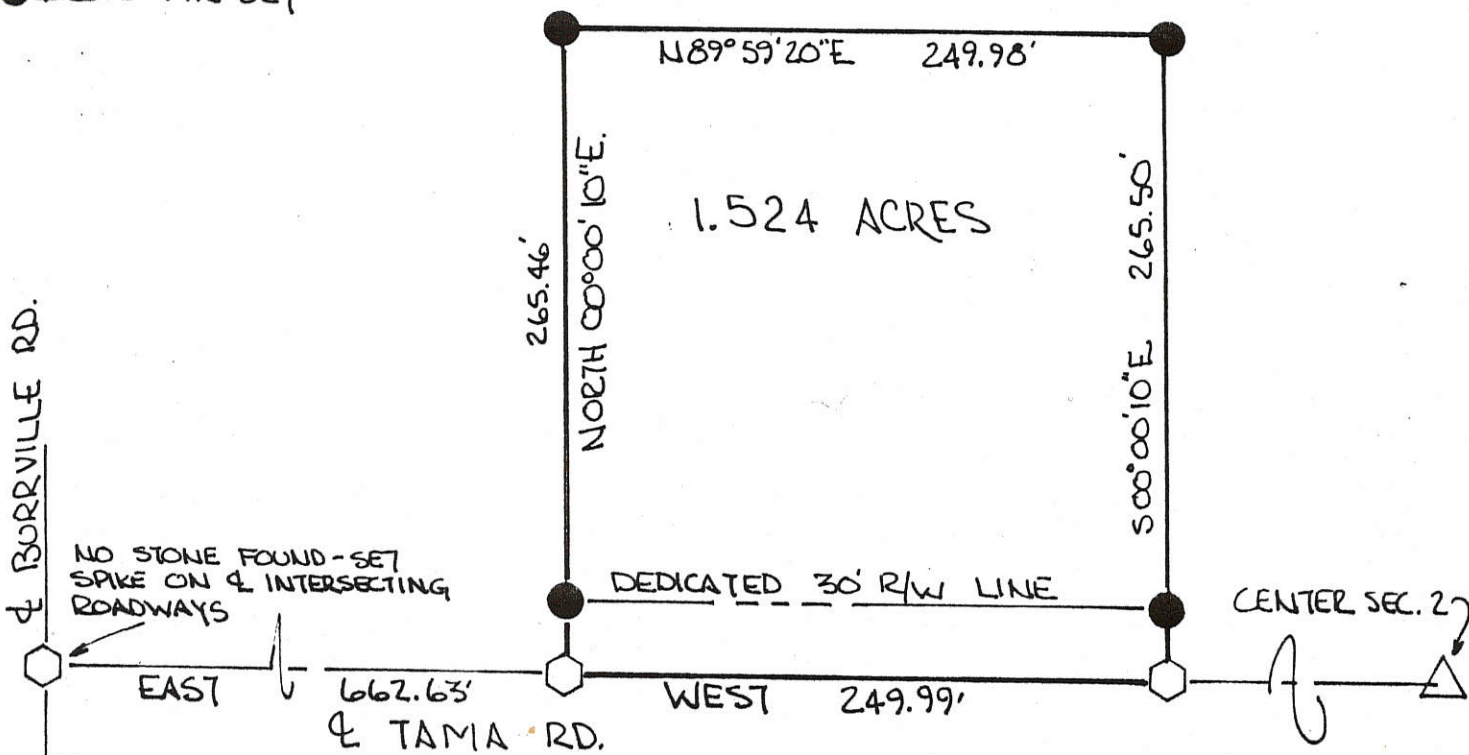 PIN SET
N89°59'20"E 249.98'
265.46'
NORTH 00°00'10"E.
1.524 ACRES
S00°00'10"E 265.50'
℄ BURRVILLE RD.
NO STONE FOUND-SET
SPIKE ON ℄ INTERSECTING
ROADWAYS
DEDICATED 30' R/W LINE
CENTER SEC. 2
EAST 662.63'
WEST 249.99'
℄ TAMA RD.